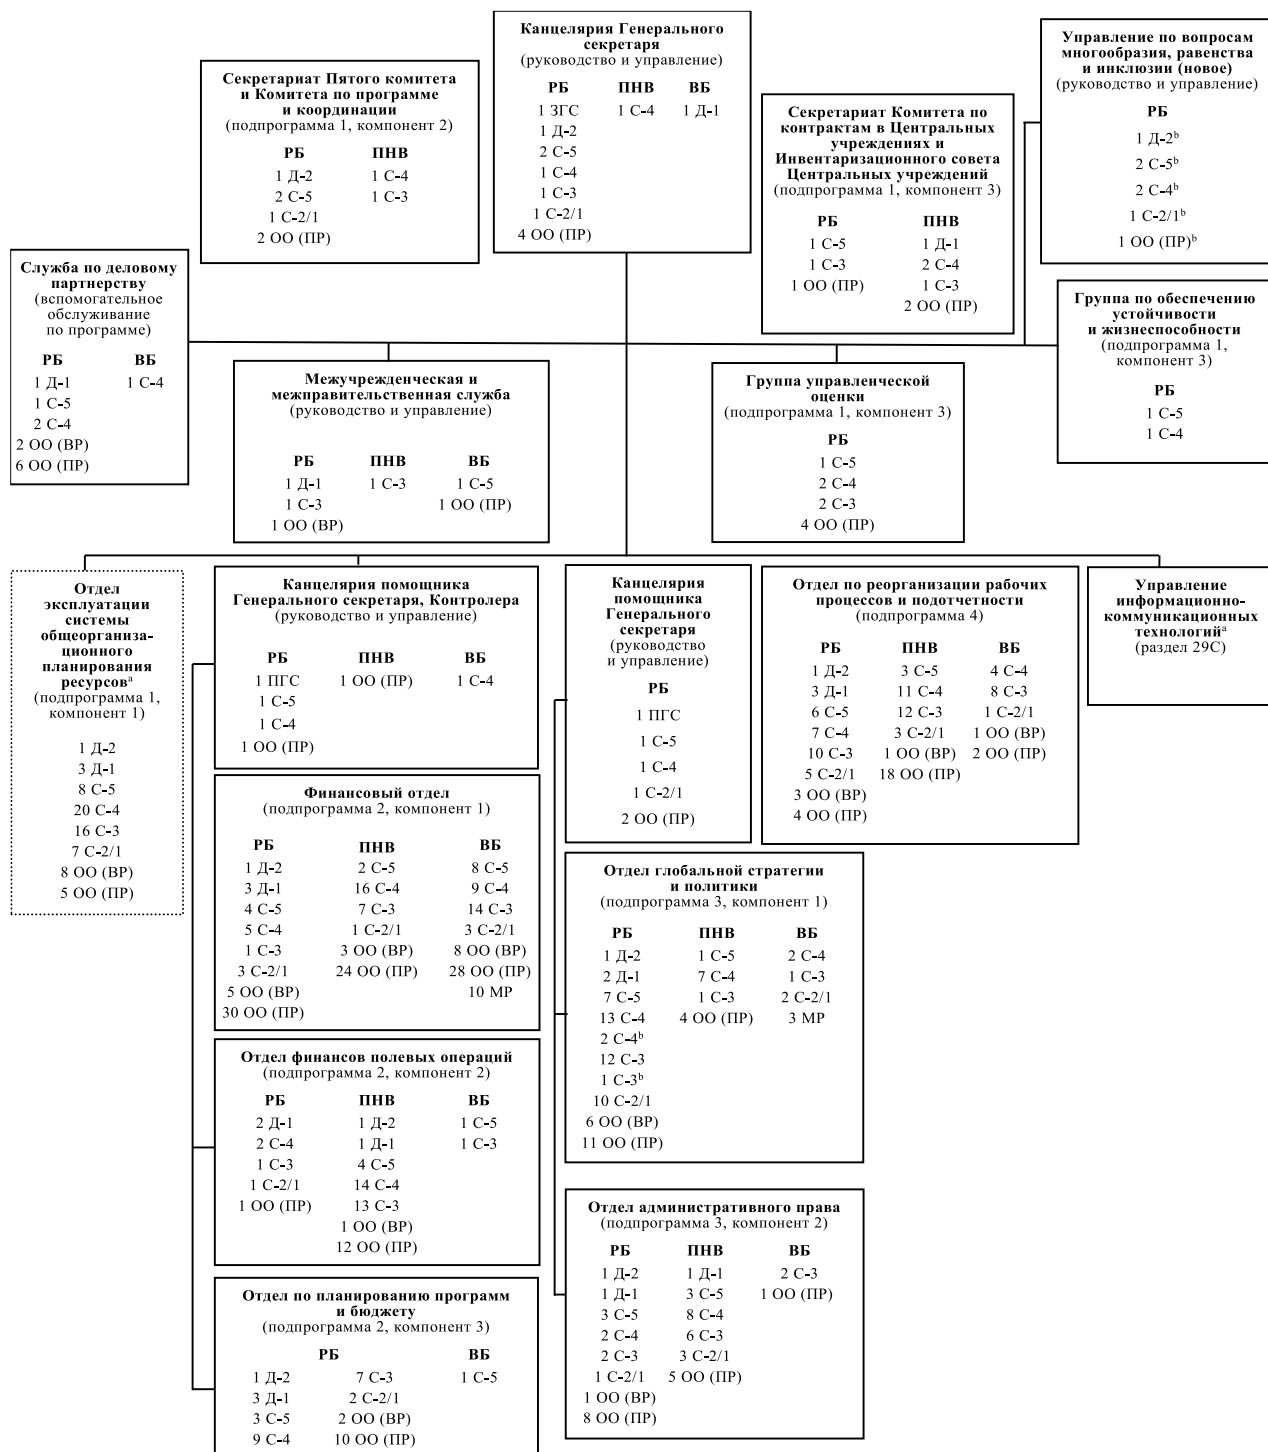 Канцелярия Генерального
секретаря
(руководство и управление)
РБ ПНВ ВБ
1 ЗГС 1 С-4 1 Д-1
1 Д-2
2 С-5
1 С-4
1 С-3
1 С-2/1
4 ОО (ПР)
Секретариат Пятого комитета
и Комитета по программе
и координации
(подпрограмма 1, компонент 2)
РБ ПНВ
1 Д-2 1 С-4
2 С-5 1 С-3
1 С-2/1
2 ОО (ПР)
Секретариат Комитета по
контрактам в Центральных
учреждениях и
Инвентаризационного совета
Центральных учреждений
(подпрограмма 1, компонент 3)
РБ ПНВ
1 С-5 1 Д-1
1 С-3 2 С-4
1 ОО (ПР) 1 С-3
2 ОО (ПР)
Управление по вопросам
многообразия, равенства
и инклюзии (новое)
(руководство и управление)
РБ
1 Д-2ᵇ
2 С-5ᵇ
2 С-4ᵇ
1 С-2/1ᵇ
1 ОО (ПР)ᵇ
Служба по деловому
партнерству
(вспомогательное
обслуживание
по программе)
РБ ВБ
1 Д-1 1 С-4
1 С-5
2 С-4
2 ОО (ВР)
6 ОО (ПР)
Группа по обеспечению
устойчивости
и жизнеспособности
(подпрограмма 1,
компонент 3)
РБ
1 С-5
1 С-4
Межучрежденческая и
межправительственная служба
(руководство и управление)
РБ ПНВ ВБ
1 Д-1 1 С-3 1 С-5
1 С-3 1 ОО (ПР)
1 ОО (ВР)
Группа управленческой
оценки
(подпрограмма 1, компонент 3)
РБ
1 С-5
2 С-4
2 С-3
4 ОО (ПР)
Отдел
эксплуатации
системы
общеорганиза-
ционного
планирования
ресурсовᵃ
(подпрограмма 1,
компонент 1)
1 Д-2
3 Д-1
8 С-5
20 С-4
16 С-3
7 С-2/1
8 ОО (ВР)
5 ОО (ПР)
Канцелярия помощника
Генерального секретаря, Контролера
(руководство и управление)
РБ ПНВ ВБ
1 ПГС 1 ОО (ПР) 1 С-4
1 С-5
1 С-4
1 ОО (ПР)
Финансовый отдел
(подпрограмма 2, компонент 1)
РБ ПНВ ВБ
1 Д-2 2 С-5 8 С-5
3 Д-1 16 С-4 9 С-4
4 С-5 7 С-3 14 С-3
5 С-4 1 С-2/1 3 С-2/1
1 С-3 3 ОО (ВР) 8 ОО (ВР)
3 С-2/1 24 ОО (ПР) 28 ОО (ПР)
5 ОО (ВР) 10 МР
30 ОО (ПР)
Отдел финансов полевых операций
(подпрограмма 2, компонент 2)
РБ ПНВ ВБ
2 Д-1 1 Д-2 1 С-5
2 С-4 1 Д-1 1 С-3
1 С-3 4 С-5
1 С-2/1 14 С-4
1 ОО (ПР) 13 С-3
1 ОО (ВР)
12 ОО (ПР)
Отдел по планированию программ
и бюджету
(подпрограмма 2, компонент 3)
РБ ВБ
1 Д-2 7 С-3 1 С-5
3 Д-1 2 С-2/1
3 С-5 2 ОО (ВР)
9 С-4 10 ОО (ПР)
Канцелярия
помощника
Генерального
секретаря
(руководство
и управление)
РБ
1 ПГС
1 С-5
1 С-4
1 С-2/1
2 ОО (ПР)
Отдел глобальной стратегии
и политики
(подпрограмма 3, компонент 1)
РБ ПНВ ВБ
1 Д-2 1 С-5 2 С-4
2 Д-1 7 С-4 1 С-3
7 С-5 1 С-3 2 С-2/1
13 С-4 4 ОО (ПР) 3 МР
2 С-4ᵇ
12 С-3
1 С-3ᵇ
10 С-2/1
6 ОО (ВР)
11 ОО (ПР)
Отдел административного права
(подпрограмма 3, компонент 2)
РБ ПНВ ВБ
1 Д-2 1 Д-1 2 С-3
1 Д-1 3 С-5 1 ОО (ПР)
3 С-5 8 С-4
2 С-4 6 С-3
2 С-3 3 С-2/1
1 С-2/1 5 ОО (ПР)
1 ОО (ВР)
8 ОО (ПР)
Отдел по реорганизации рабочих
процессов и подотчетности
(подпрограмма 4)
РБ ПНВ ВБ
1 Д-2 3 С-5 4 С-4
3 Д-1 11 С-4 8 С-3
6 С-5 12 С-3 1 С-2/1
7 С-4 3 С-2/1 1 ОО (ВР)
10 С-3 1 ОО (ВР) 2 ОО (ПР)
5 С-2/1 18 ОО (ПР)
3 ОО (ВР)
4 ОО (ПР)
Управление
информационно-
коммуникационных
технологийᵃ
(раздел 29С)